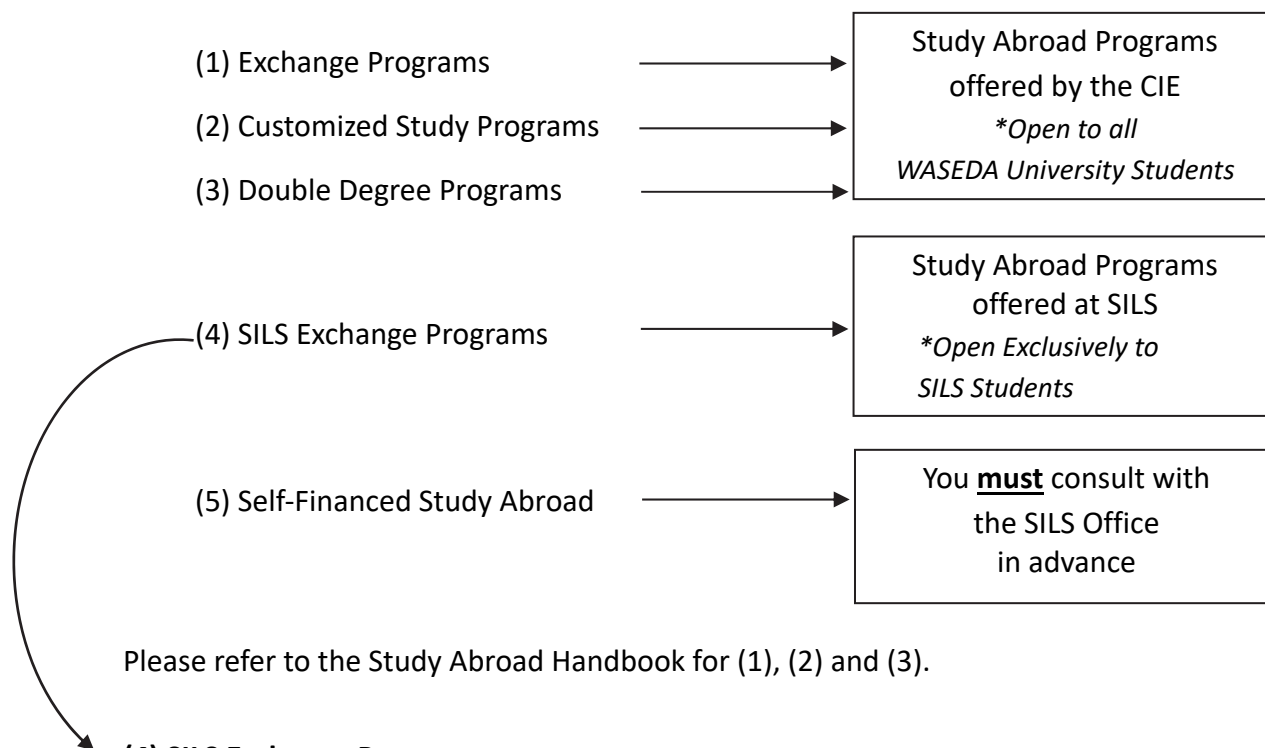 (1) Exchange Programs
(2) Customized Study Programs
(3) Double Degree Programs
Study Abroad Programs
offered by the CIE
*Open to all
WASEDA University Students
(4) SILS Exchange Programs
Study Abroad Programs
offered at SILS
*Open Exclusively to
SILS Students
(5) Self-Financed Study Abroad
You must consult with
the SILS Office
in advance
Please refer to the Study Abroad Handbook for (1), (2) and (3).
(4) SILS Exchange